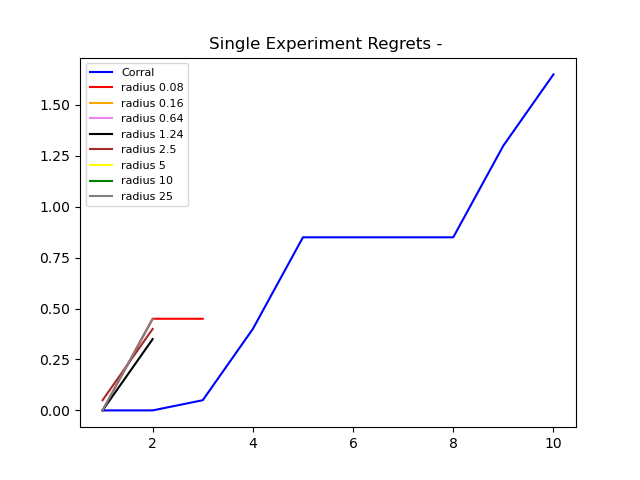 Single Experiment Regrets -
Corral
radius 0.08
radius 0.16
radius 0.64
radius 1.24
radius 2.5
radius 5
radius 10
radius 25
1.50
1.25
1.00
0.75
0.50
0.25
0.00
2 4 6 8 10